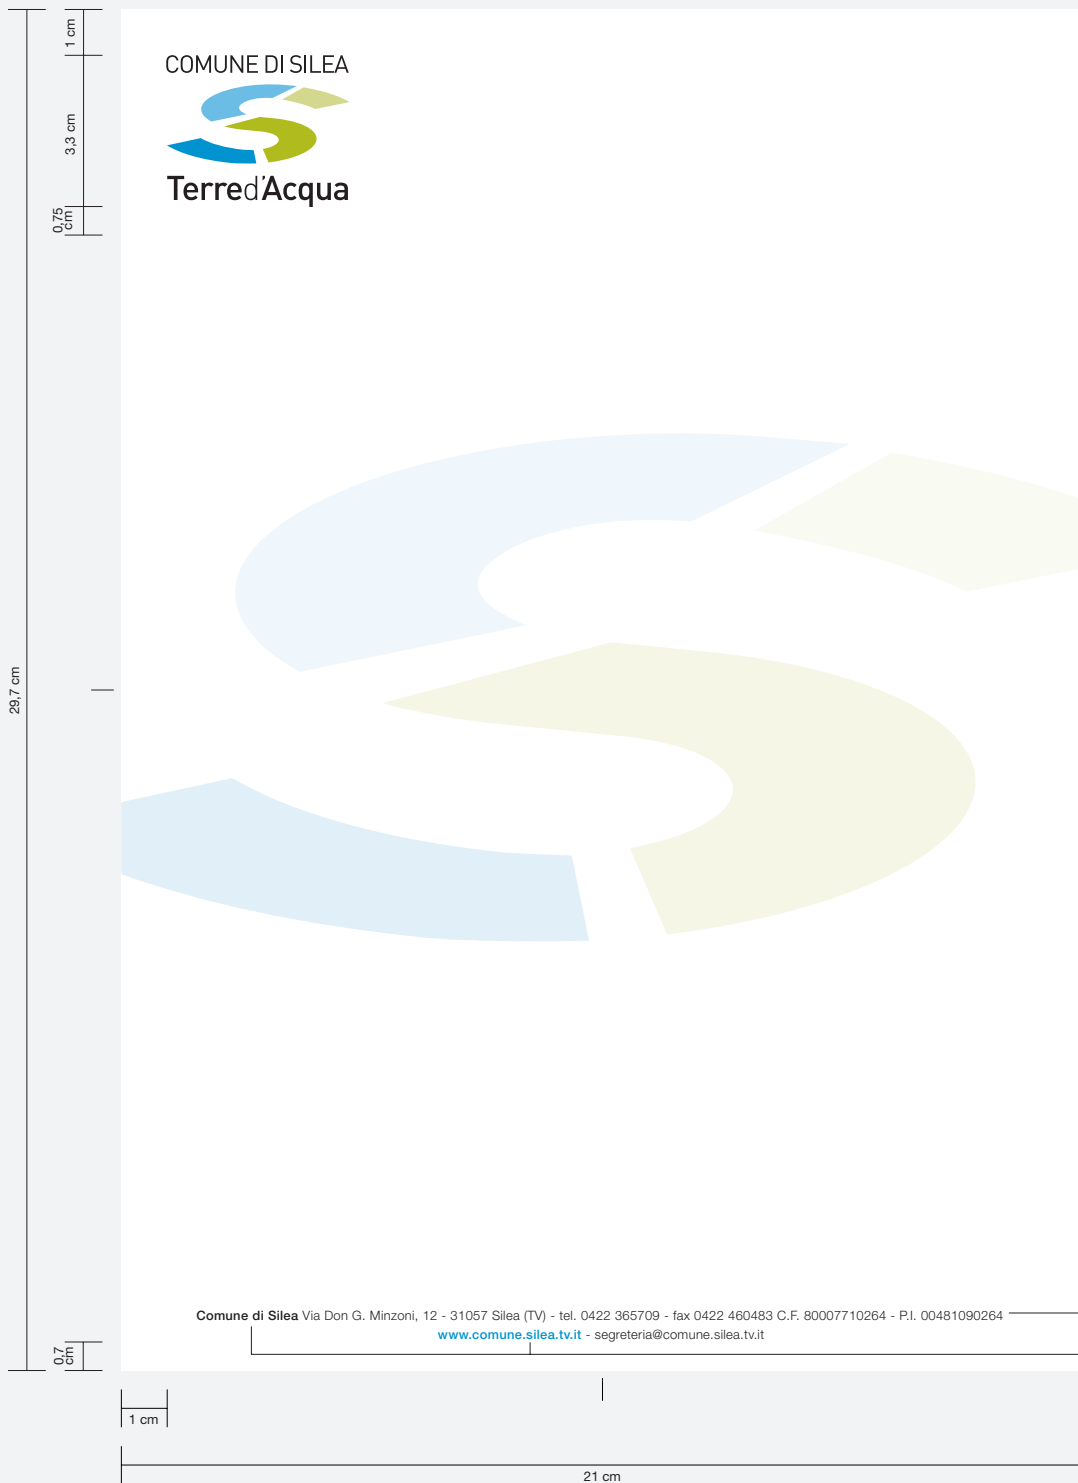 1 cm
COMUNE DI SILEA
3,3 cm
Terred'Acqua
0,75
cm
29,7 cm
Comune di Silea Via Don G. Minzoni, 12 - 31057 Silea (TV) - tel. 0422 365709 - fax 0422 460483 C.F. 80007710264 - P.I. 00481090264
www.comune.silea.tv.it - segreteria@comune.silea.tv.it
0,7
cm
1 cm
21 cm